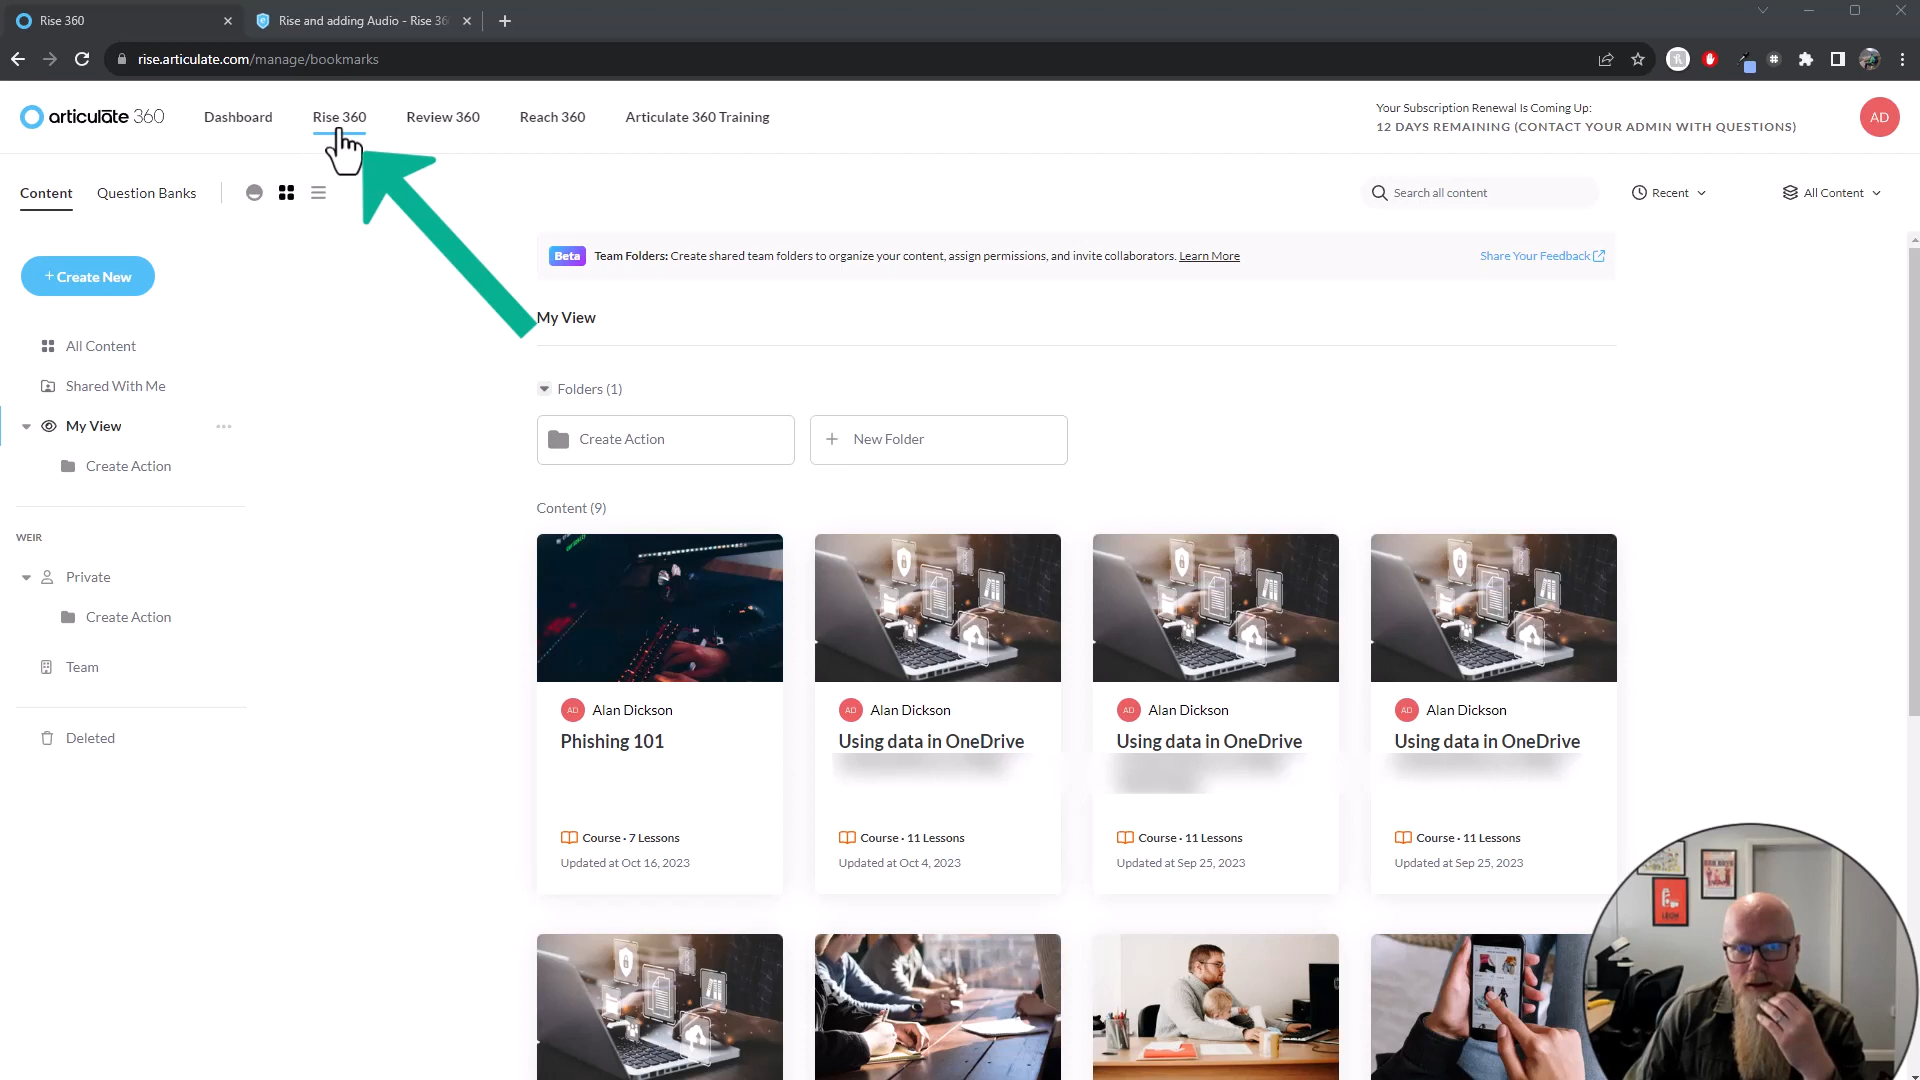 Rise 360
Rise and adding Audio - Rise 36
rise.articulate.com/manage/bookmarks
articulate 360
Dashboard
Rise 360
Review 360
Reach 360
Articulate 360 Training
Your Subscription Renewal Is Coming Up:
12 DAYS REMAINING (CONTACT YOUR ADMIN WITH QUESTIONS)
AD
Content
Question Banks
Search all content
Recent
All Content
+ Create New
Beta
Team Folders: Create shared team folders to organize your content, assign permissions, and invite collaborators. Learn More
Share Your Feedback
My View
All Content
Shared With Me
My View
Create Action
WEIR
Private
Create Action
Team
Deleted
Folders (1)
Create Action
New Folder
Content (9)
AD Alan Dickson
Phishing 101
Course · 7 Lessons
Updated at Oct 16, 2023
AD Alan Dickson
Using data in OneDrive
Course · 11 Lessons
Updated at Oct 4, 2023
AD Alan Dickson
Using data in OneDrive
Course · 11 Lessons
Updated at Sep 25, 2023
AD Alan Dickson
Using data in OneDrive
Course · 11 Lessons
Updated at Sep 25, 2023